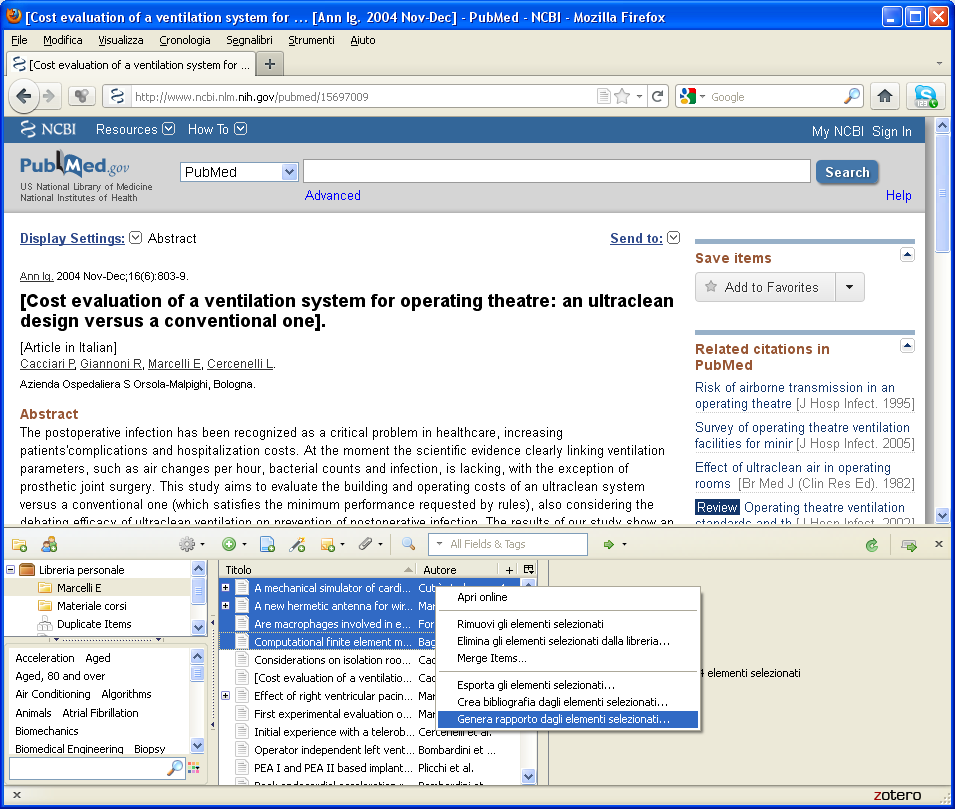 [Cost evaluation of a ventilation system for ... [Ann Ig. 2004 Nov-Dec] - PubMed - NCBI - Mozilla Firefox
File Modifica Visualizza Cronologia Segnalibri Strumenti Aiuto
[Cost evaluation of a ventilation system for ...
http://www.ncbi.nlm.nih.gov/pubmed/15697009
Google
NCBI Resources How To My NCBI Sign In
PubMed.gov
US National Library of Medicine
National Institutes of Health
PubMed
Search
Advanced
Help
Display Settings: Abstract
Send to:
Ann Ig. 2004 Nov-Dec;16(6):803-9.
[Cost evaluation of a ventilation system for operating theatre: an ultraclean
design versus a conventional one].
[Article in Italian]
Cacciari P, Giannoni R, Marcelli E, Cercenelli L.
Azienda Ospedaliera S Orsola-Malpighi, Bologna.
Abstract
The postoperative infection has been recognized as a critical problem in healthcare, increasing
patients'complications and hospitalization costs. At the moment the scientific evidence clearly linking ventilation
parameters, such as air changes per hour, bacterial counts and infection, is lacking, with the exception of
prosthetic joint surgery. This study aims to evaluate the building and operating costs of an ultraclean system
versus a conventional one (which satisfies the minimum performance requested by rules), also considering the
debating efficacy of ultraclean ventilation on prevention of postoperative infection. The results of our study show an
Save items
Add to Favorites
Related citations in
PubMed
Risk of airborne transmission in an
operating theatre [J Hosp Infect. 1995]
Survey of operating theatre ventilation
facilities for minir [J Hosp Infect. 2005]
Effect of ultraclean air in operating
rooms [Br Med J (Clin Res Ed). 1982]
Review Operating theatre ventilation
standards and th [J Hosp Infect. 2002]
All Fields & Tags
Libreria personale
Marcelli E
Materiale corsi
Duplicate Items
Acceleration Aged
Aged, 80 and over
Air Conditioning Algorithms
Animals Atrial Fibrillation
Biomechanics
Biomedical Engineering Biopsy
Titolo Autore
A mechanical simulator of cardi...
A new hermetic antenna for wir...
Are macrophages involved in e...
Computational finite element m...
Considerations on isolation roo...
[Cost evaluation of a ventilatio...
Effect of right ventricular pacin...
First experimental evaluation o...
Initial experience with a telerob... Cercenelli et al.
Operator independent left vent... Bombardini et ...
PEA I and PEA II based implant... Plicchi et al.
Apri online
Rimuovi gli elementi selezionati
Elimina gli elementi selezionati dalla libreria...
Merge Items...
Esporta gli elementi selezionati...
Crea bibliografia dagli elementi selezionati...
Genera rapporto dagli elementi selezionati...
4 elementi selezionati
zotero